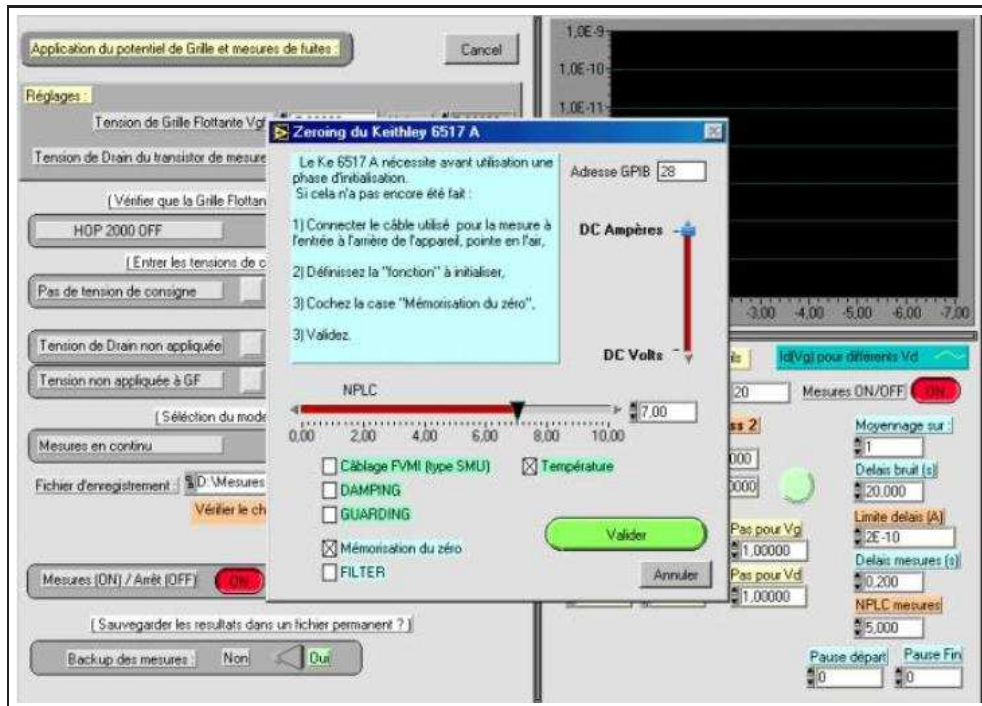 Application du potentiel de Grille et mesures de fuites :
Cancel
Réglages :
Tension de Grille Flottante Vgf
Tension de Drain du transistor de mesure
( Vérifier que la Grille Flottan
HOP 2000 OFF
( Entrer les tensions de c
Pas de tension de consigne
Tension de Drain non appliquée
Tension non appliquée à GF
( Séléction du mode
Mesures en continu
Fichier d'enregistrement :
D:\Mesures
Vérifier le ch
Mesures (ON) / Arrêt (OFF)
ON
( Sauvegarder les resultats dans un fichier permanent ? )
Backup des mesures :
Non
Oui
Zeroing du Keithley 6517 A
Le Ke 6517 A nécessite avant utilisation une
phase d'initialisation.
Si cela n'a pas encore été fait :
1) Connecter le câble utilisé pour la mesure à
l'entrée à l'arrière de l'appareil, pointe en l'air,
2) Définissez la "fonction" à initialiser,
3) Cochez la case "Mémorisation du zéro",
3) Validez.
Adresse GPIB 28
DC Ampères
DC Volts
NPLC
7,00
0,00 2,00 4,00 6,00 8,00 10,00
Câblage FVMI (type SMU)
Température
DAMPING
GUARDING
Mémorisation du zéro
FILTER
Valider
Annuler
1,0E-9
1,0E-10
1,0E-11
-3,00 -4,00 -5,00 -6,00 -7,00
Id(Vg) pour différents Vd
20
Mesures ON/OFF
ON
ss 2
000
0000
Moyennage sur :
1
Delais bruit (s)
20,000
Limite delais (A)
2E-10
Delais mesures (s)
0,200
NPLC mesures
5,000
Pas pour Vg
1,00000
Pas pour Vd
1,00000
Pause départ
Pause Fin
0
0